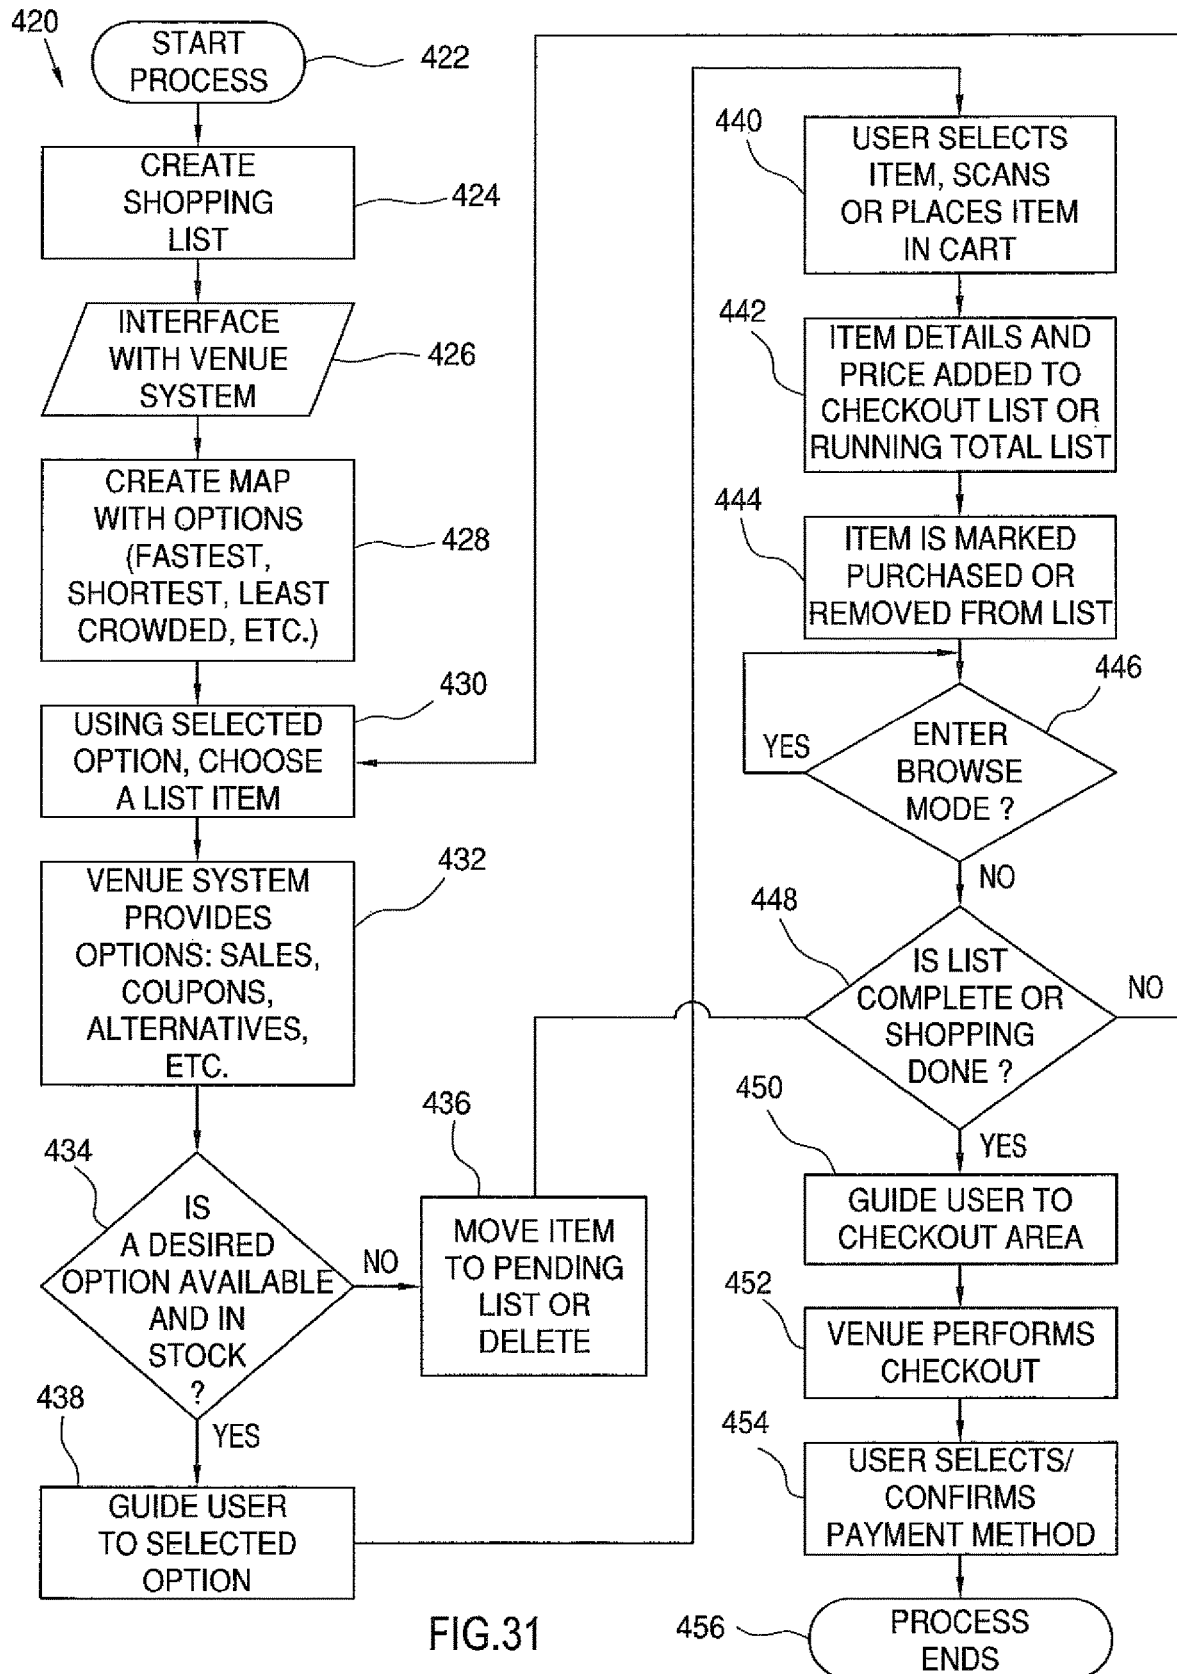 420
START
PROCESS
422
CREATE
SHOPPING
LIST
424
INTERFACE
WITH VENUE
SYSTEM
426
CREATE MAP
WITH OPTIONS
(FASTEST,
SHORTEST, LEAST
CROWDED, ETC.)
428
USING SELECTED
OPTION, CHOOSE
A LIST ITEM
430
VENUE SYSTEM
PROVIDES
OPTIONS: SALES,
COUPONS,
ALTERNATIVES,
ETC.
432
434
IS
A DESIRED
OPTION AVAILABLE
AND IN
STOCK
?
NO
YES
436
MOVE ITEM
TO PENDING
LIST OR
DELETE
438
GUIDE USER
TO SELECTED
OPTION
440
USER SELECTS
ITEM, SCANS
OR PLACES ITEM
IN CART
442
ITEM DETAILS AND
PRICE ADDED TO
CHECKOUT LIST OR
RUNNING TOTAL LIST
444
ITEM IS MARKED
PURCHASED OR
REMOVED FROM LIST
446
YES
ENTER
BROWSE
MODE ?
NO
448
IS LIST
COMPLETE OR
SHOPPING
DONE ?
NO
YES
450
GUIDE USER TO
CHECKOUT AREA
452
VENUE PERFORMS
CHECKOUT
454
USER SELECTS/
CONFIRMS
PAYMENT METHOD
456
PROCESS
ENDS
FIG.31